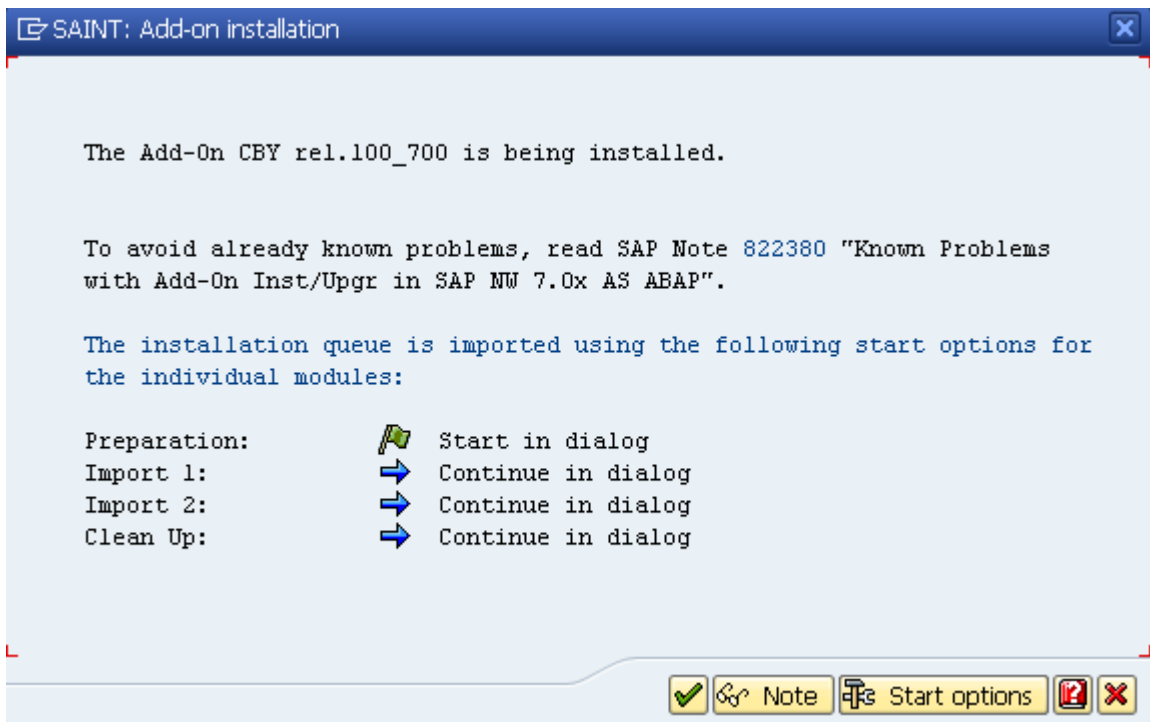 SAINT: Add-on installation
The Add-On CBY rel.100_700 is being installed.
To avoid already known problems, read SAP Note 822380 "Known Problems
with Add-On Inst/Upgr in SAP NW 7.0x AS ABAP".
The installation queue is imported using the following start options for
the individual modules:
Preparation: Start in dialog
Import 1: Continue in dialog
Import 2: Continue in dialog
Clean Up: Continue in dialog
Note Start options